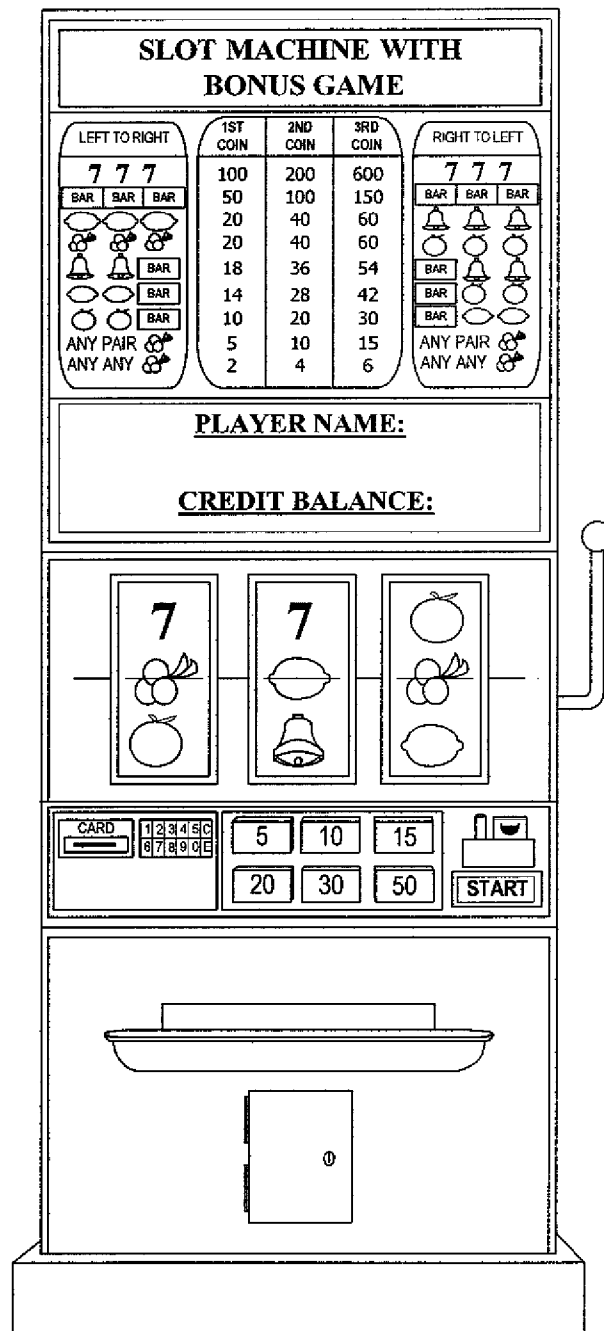 SLOT MACHINE WITH
BONUS GAME
LEFT TO RIGHT
7 7 7
BAR BAR BAR
BAR
BAR
BAR
ANY PAIR
ANY ANY
1ST COIN 2ND COIN 3RD COIN
100 200 600
50 100 150
20 40 60
20 40 60
18 36 54
14 28 42
10 20 30
5 10 15
2 4 6
RIGHT TO LEFT
7 7 7
BAR BAR BAR
BAR
BAR
BAR
ANY PAIR
ANY ANY
PLAYER NAME:
CREDIT BALANCE:
7 7
CARD
1 2 3 4 5 C
6 7 8 9 0 E
5 10 15
20 30 50
START